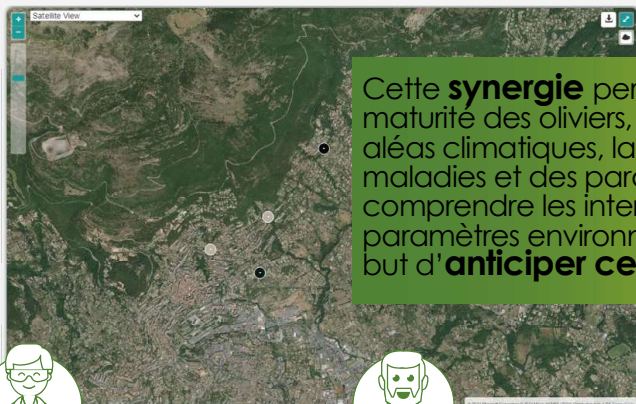 Satellite View
Cette synergie per
maturité des oliviers,
aléas climatiques, la
maladies et des para
comprendre les inter
paramètres environn
but d'anticiper ce